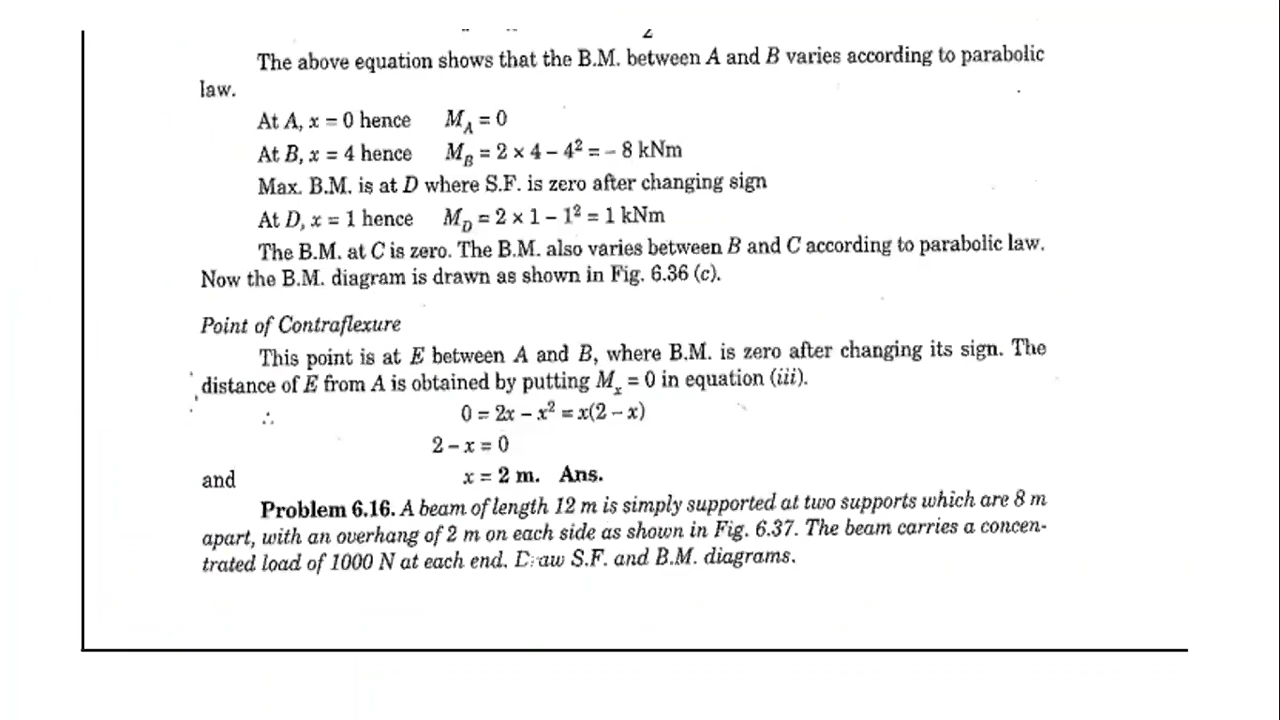 2
The above equation shows that the B.M. between A and B varies according to parabolic
law.
At A, x = 0 hence M_A = 0
At B, x = 4 hence M_B = 2 × 4 – 4² = – 8 kNm
Max. B.M. is at D where S.F. is zero after changing sign
At D, x = 1 hence M_D = 2 × 1 – 1² = 1 kNm
The B.M. at C is zero. The B.M. also varies between B and C according to parabolic law.
Now the B.M. diagram is drawn as shown in Fig. 6.36 (c).
Point of Contraflexure
This point is at E between A and B, where B.M. is zero after changing its sign. The
distance of E from A is obtained by putting M_x = 0 in equation (iii).
∴ 0 = 2x – x² = x(2 – x)
2 – x = 0
and x = 2 m. Ans.
Problem 6.16. A beam of length 12 m is simply supported at two supports which are 8 m
apart, with an overhang of 2 m on each side as shown in Fig. 6.37. The beam carries a concen-
trated load of 1000 N at each end. Draw S.F. and B.M. diagrams.